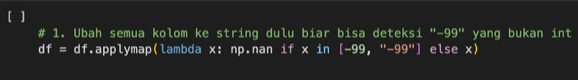 [ ]
# 1. Ubah semua kolom ke string dulu biar bisa deteksi "-99" yang bukan int
df = df.applymap(lambda x: np.nan if x in [-99, "-99"] else x)